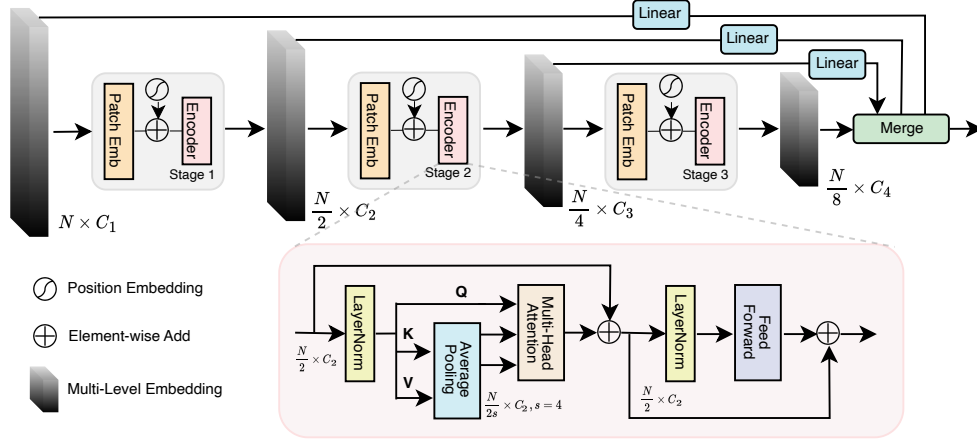 Linear
Linear
Linear
Patch Emb
Encoder
Stage 1
Patch Emb
Encoder
Stage 2
Patch Emb
Encoder
Stage 3
Merge
N × C₁
N/2 × C₂
N/4 × C₃
N/8 × C₄
Position Embedding
Element-wise Add
Multi-Level Embedding
N/2 × C₂
LayerNorm
Q
K
V
Average
Pooling
N/2s × C₂, s = 4
Multi-Head
Attention
N/2 × C₂
LayerNorm
Feed
Forward